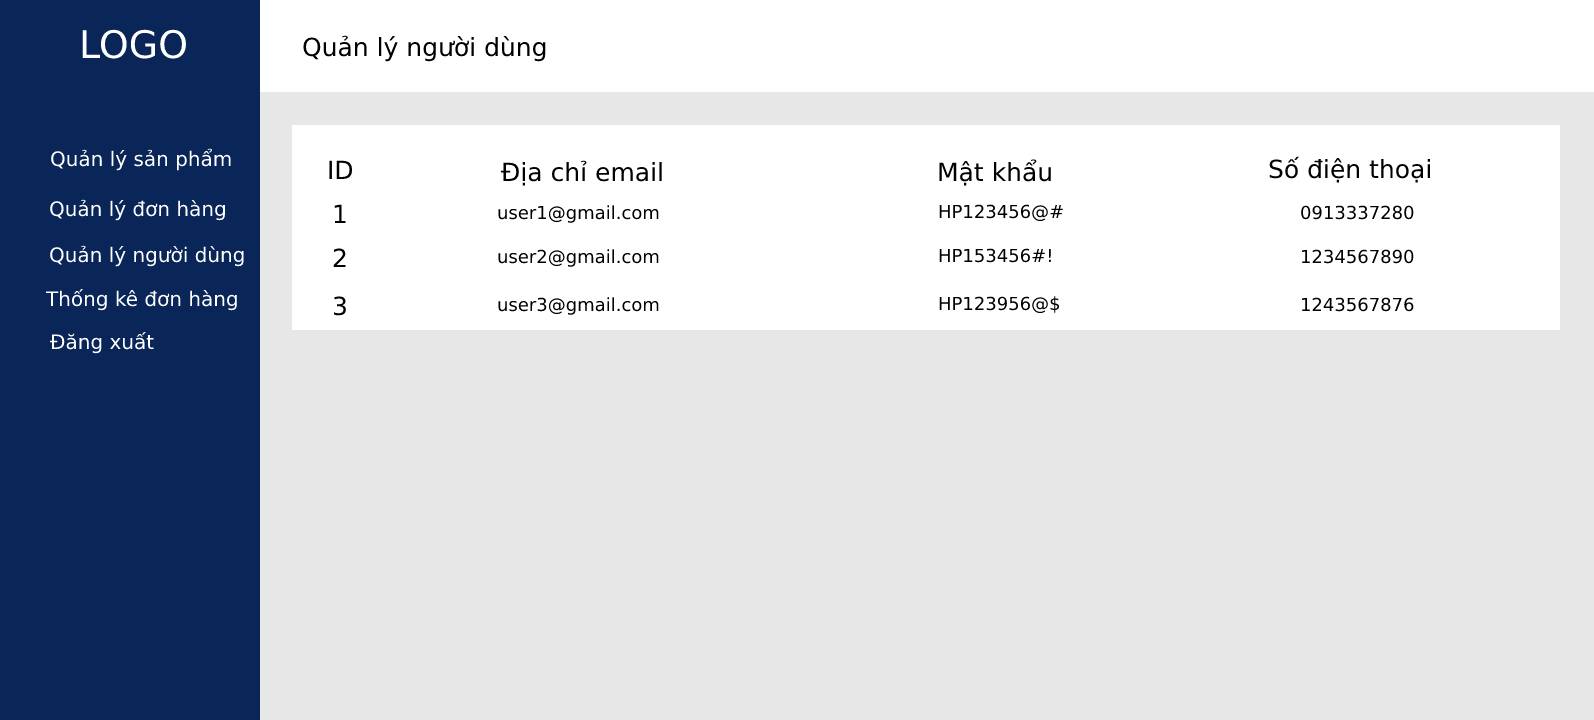 LOGO
Quản lý người dùng
Quản lý sản phẩm
Quản lý đơn hàng
Quản lý người dùng
Thống kê đơn hàng
Đăng xuất
ID Địa chỉ email Mật khẩu Số điện thoại
1 user1@gmail.com HP123456@# 0913337280
2 user2@gmail.com HP153456#! 1234567890
3 user3@gmail.com HP123956@$ 1243567876